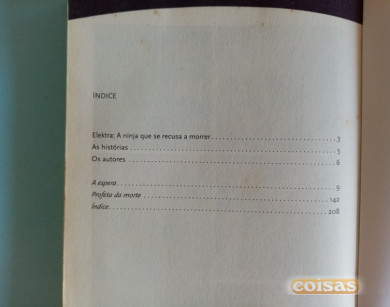 ÍNDICE
Elektra: A ninja que se recusa a morrer 3
As histórias 5
Os autores 6
A espera 9
Profeta da morte 142
Índice 208
coisas